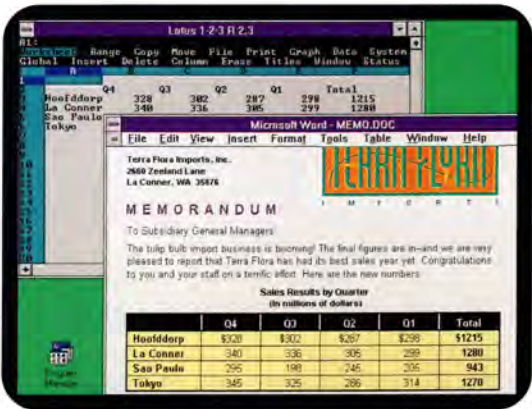 Lotus 1-2-3 R 2.3
A1:
Worksheet Range Copy Move File Print Graph Data System
Global Insert Delete Column Erase Titles Window Status
A
Q4 Q3 Q2 Q1 Total
Hoofddorp 328 302 287 298 1215
La Conner 340 336 305 299 1280
Sao Paulo
Tokyo
Microsoft Word - MEMO.DOC
File Edit View Insert Format Tools Table Window Help
Terra Flora Imports, Inc.
2660 Zeeland Lane
La Conner, WA 35876
TERRA FLORA
IMPORTS
MEMORANDUM
To Subsidiary General Managers
The tulip bulb import business is booming! The final figures are in–and we are very
pleased to report that Terra Flora has had its best sales year yet. Congratulations
to you and your staff on a terrific effort. Here are the new numbers
Sales Results by Quarter
(in millions of dollars)
Q4 Q3 Q2 Q1 Total
Hoofddorp $328 $302 $287 $298 $1215
La Conner 340 336 305 299 1280
Sao Paulo 295 198 245 205 943
Tokyo 345 325 286 314 1270
Program
Manager